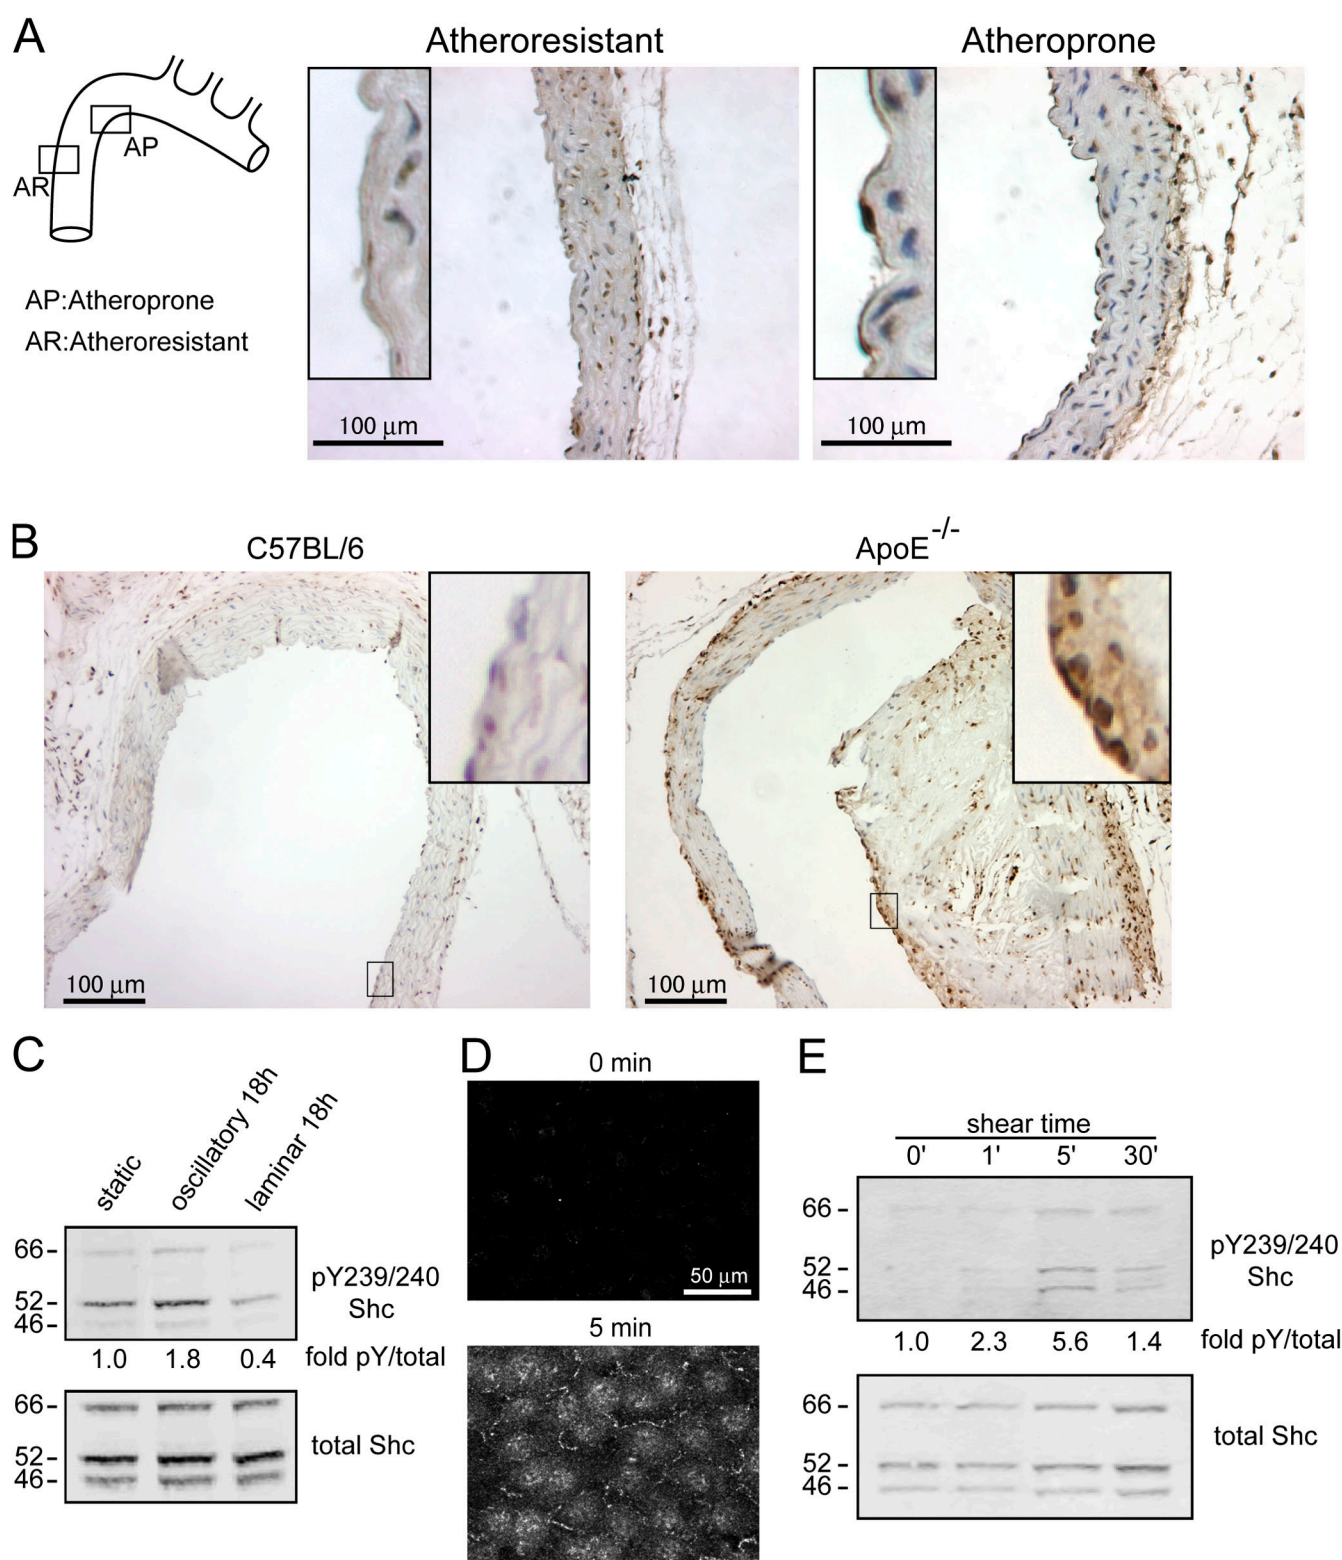 A
Atheroresistant
Atheroprone
AP
AR
AP:Atheroprone
AR:Atheroresistant
100 µm
100 µm
B
C57BL/6
ApoE-/-
100 µm
100 µm
C
static
oscillatory 18h
laminar 18h
66
52
46
pY239/240
Shc
1.0 1.8 0.4 fold pY/total
66
52
46
total Shc
D
0 min
50 µm
5 min
E
shear time
0' 1' 5' 30'
66
52
46
pY239/240
Shc
1.0 2.3 5.6 1.4 fold pY/total
66
52
46
total Shc